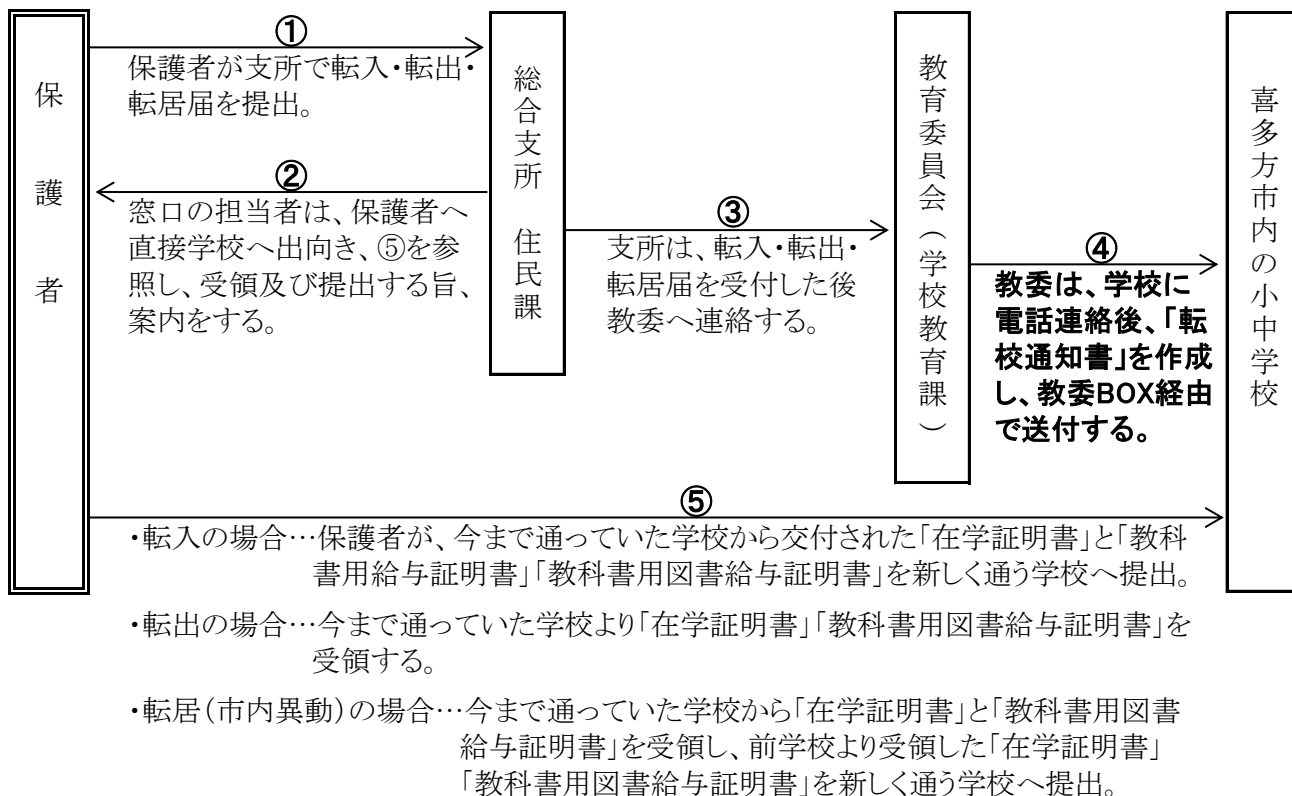 保護者
①
保護者が支所で転入・転出・
転居届を提出。
②
窓口の担当者は、保護者へ
直接学校へ出向き、⑤を参
照し、受領及び提出する旨、
案内をする。
総合支所 住民課
③
支所は、転入・転出・
転居届を受付した後
教委へ連絡する。
教育委員会（学校教育課）
④
教委は、学校に
電話連絡後、「転
校通知書」を作成
し、教委BOX経由
で送付する。
喜多方市内の小中学校
⑤
・転入の場合…保護者が、今まで通っていた学校から交付された「在学証明書」と「教科
書用給与証明書」「教科書用図書給与証明書」を新しく通う学校へ提出。
・転出の場合…今まで通っていた学校より「在学証明書」「教科書用図書給与証明書」を
受領する。
・転居（市内異動）の場合…今まで通っていた学校から「在学証明書」と「教科書用図書
給与証明書」を受領し、前学校より受領した「在学証明書」
「教科書用図書給与証明書」を新しく通う学校へ提出。